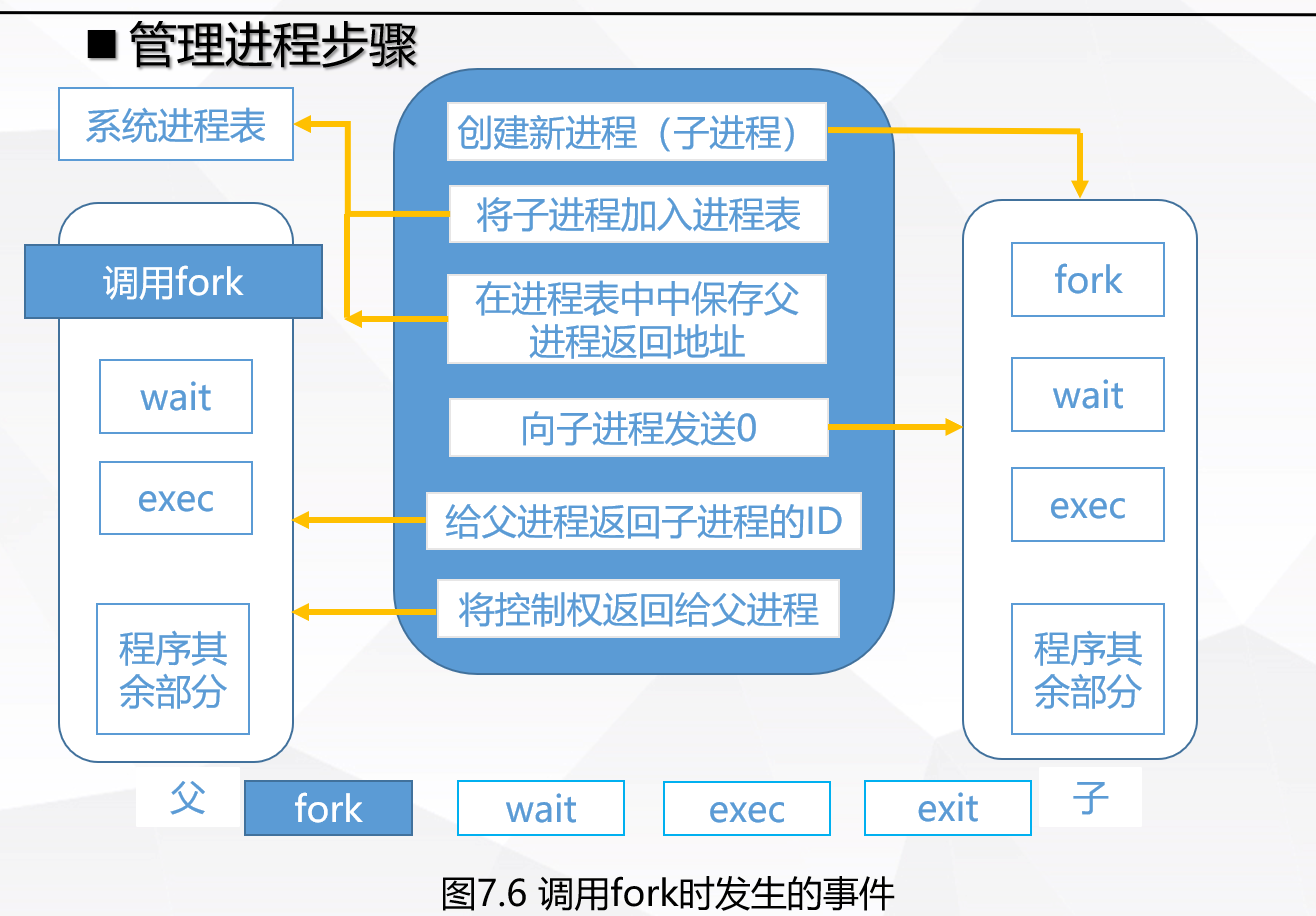 ■ 管理进程步骤
系统进程表
调用fork
wait
exec
程序其
余部分
父
创建新进程（子进程）
将子进程加入进程表
在进程表中中保存父
进程返回地址
向子进程发送0
给父进程返回子进程的ID
将控制权返回给父进程
fork
wait
exec
程序其
余部分
子
fork
wait
exec
exit
图7.6 调用fork时发生的事件